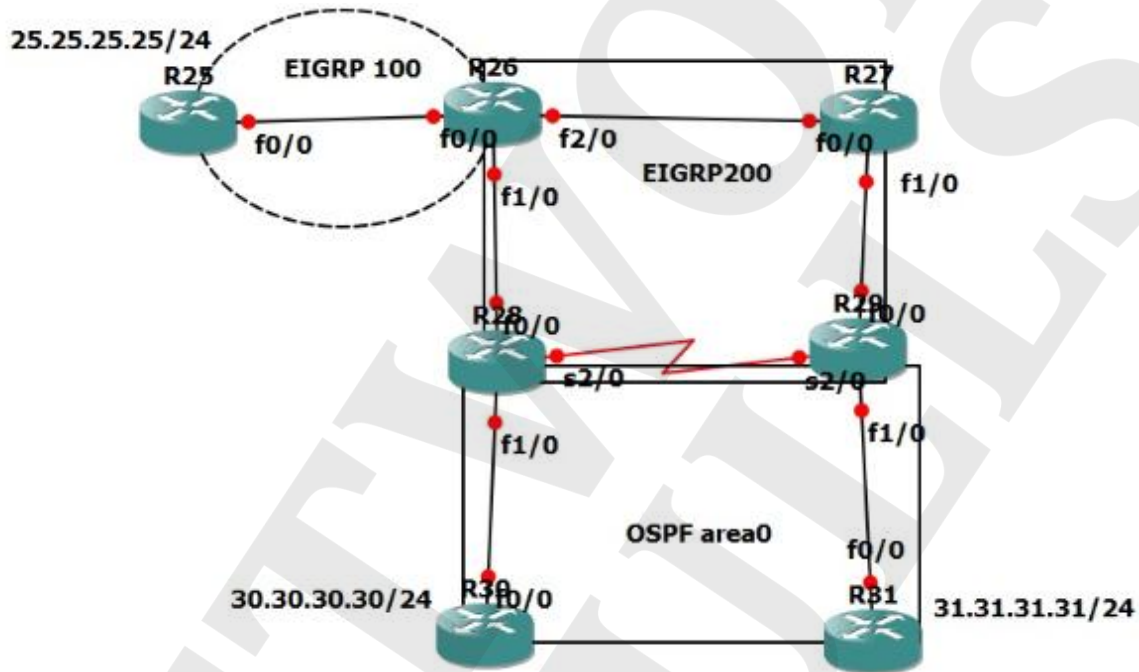 25.25.25.25/24
R25
EIGRP 100
R26
R27
f0/0
f0/0
f2/0
f0/0
EIGRP200
f1/0
f1/0
R28
f0/0
R29
f0/0
s2/0
s2/0
f1/0
f1/0
OSPF area0
f0/0
30.30.30.30/24
R30
f0/0
R31
31.31.31.31/24